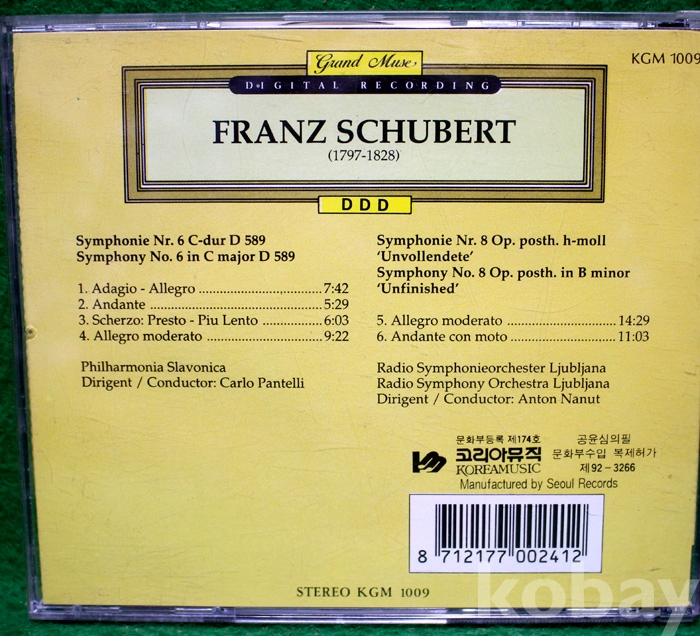 Grand Muse
KGM 1009
DIGITAL RECORDING
FRANZ SCHUBERT
(1797-1828)
DDD
Symphonie Nr. 6 C-dur D 589
Symphony No. 6 in C major D 589
1. Adagio - Allegro ........................... 7:42
2. Andante ........................... 5:29
3. Scherzo: Presto - Piu Lento ............ 6:03
4. Allegro moderato ........................ 9:22
Philharmonia Slavonica
Dirigent / Conductor: Carlo Pantelli
Symphonie Nr. 8 Op. posth. h-moll
'Unvollendete'
Symphony No. 8 Op. posth. in B minor
'Unfinished'
5. Allegro moderato ........................ 14:29
6. Andante con moto ........................ 11:03
Radio Symphonieorchester Ljubljana
Radio Symphony Orchestra Ljubljana
Dirigent / Conductor: Anton Nanut
문화부등록 제174호
코리아뮤직
KOREAMUSIC
공윤심의필
문화부수입 복제허가
제92-3266
Manufactured by Seoul Records
8 712177 002412
STEREO KGM 1009
kobay